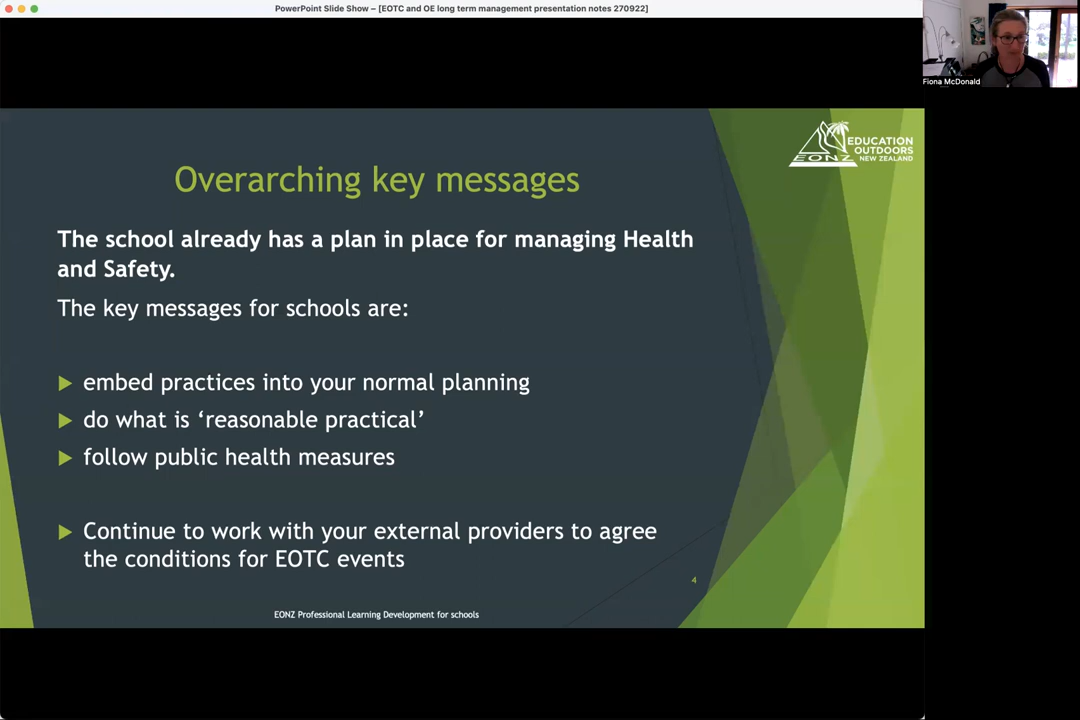 PowerPoint Slide Show – [EOTC and OE long term management presentation notes 270922]
Fiona McDonald
EONZ
EDUCATION
OUTDOORS
NEW ZEALAND
Overarching key messages
The school already has a plan in place for managing Health
and Safety.
The key messages for schools are:
embed practices into your normal planning
do what is ‘reasonable practical’
follow public health measures
Continue to work with your external providers to agree
the conditions for EOTC events
4
EONZ Professional Learning Development for schools